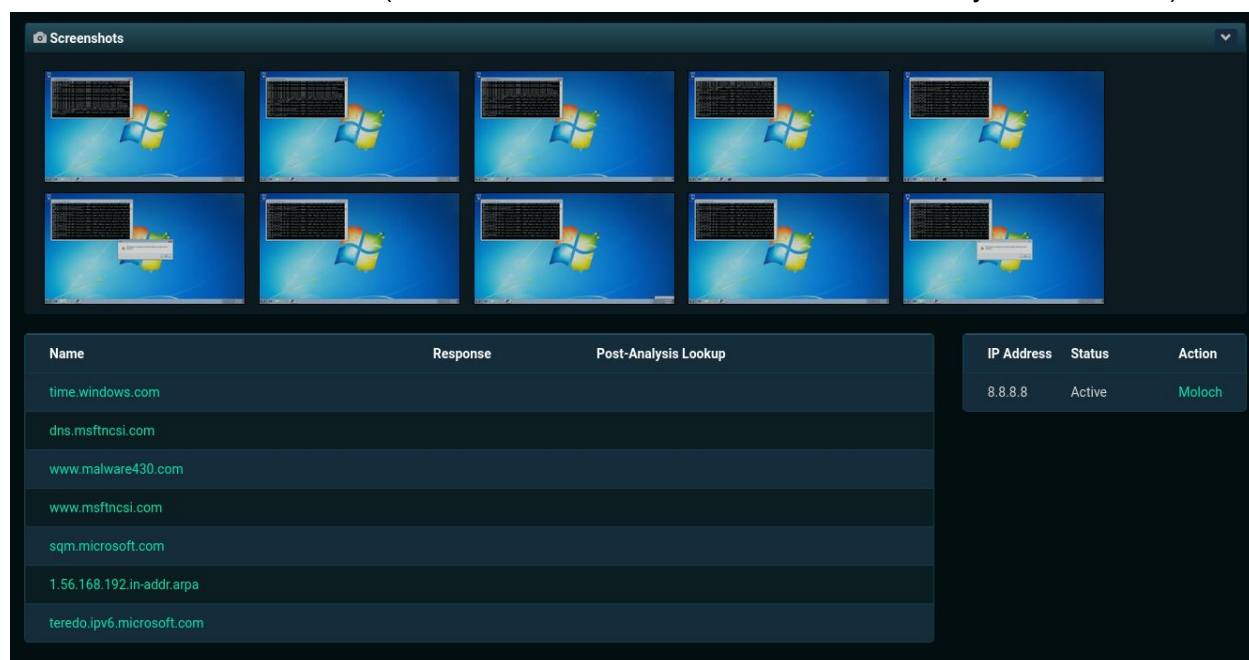 Screenshots
Name Response Post-Analysis Lookup
time.windows.com
dns.msftncsi.com
www.malware430.com
www.msftncsi.com
sqm.microsoft.com
1.56.168.192.in-addr.arpa
teredo.ipv6.microsoft.com
IP Address Status Action
8.8.8.8 Active Moloch